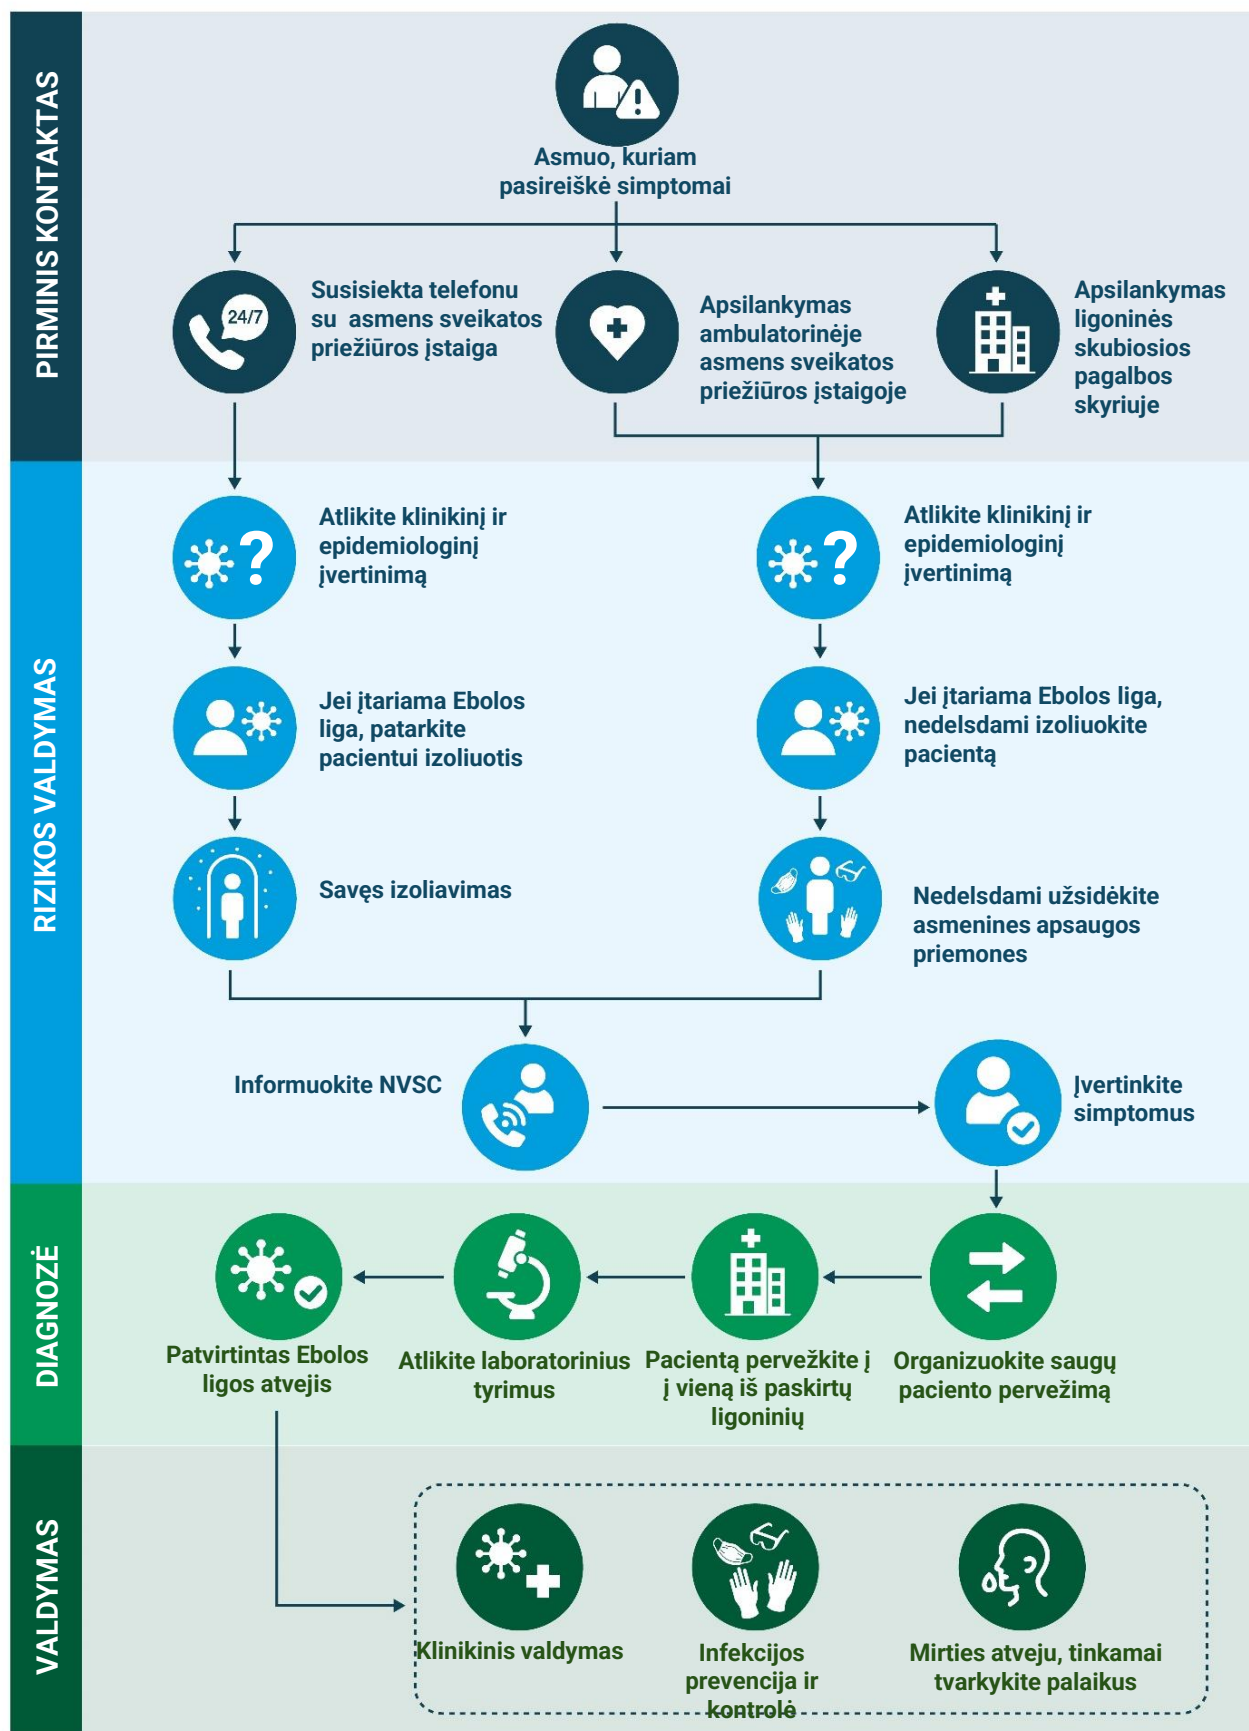 PIRMINIS KONTAKTAS
Asmuo, kuriam
pasireiškė simptomai
24/7
Susisiekta telefonu
su asmens sveikatos
priežiūros įstaiga
Apsilankymas
ambulatorinėje
asmens sveikatos
priežiūros įstaigoje
Apsilankymas
ligoninės
skubiosios
pagalbos
skyriuje
RIZIKOS VALDYMAS
?
Atlikite klinikinį ir
epidemiologinį
įvertinimą
?
Atlikite klinikinį ir
epidemiologinį
įvertinimą
Jei įtariama Ebolos
liga, patarkite
pacientui izoliuotis
Jei įtariama Ebolos liga,
nedelsdami izoliuokite
pacientą
Savęs izoliavimas
Nedelsdami užsidėkite
asmenines apsaugos
priemones
Informuokite NVSC
Įvertinkite
simptomus
DIAGNOZĖ
Patvirtintas Ebolos
ligos atvejis
Atlikite laboratorinius
tyrimus
Pacientą pervežkite į
į vieną iš paskirtų
ligoninių
Organizuokite saugų
paciento pervežimą
VALDYMAS
Klinikinis valdymas
Infekcijos
prevencija ir
kontrolė
Mirties atveju, tinkamai
tvarkykite palaikus